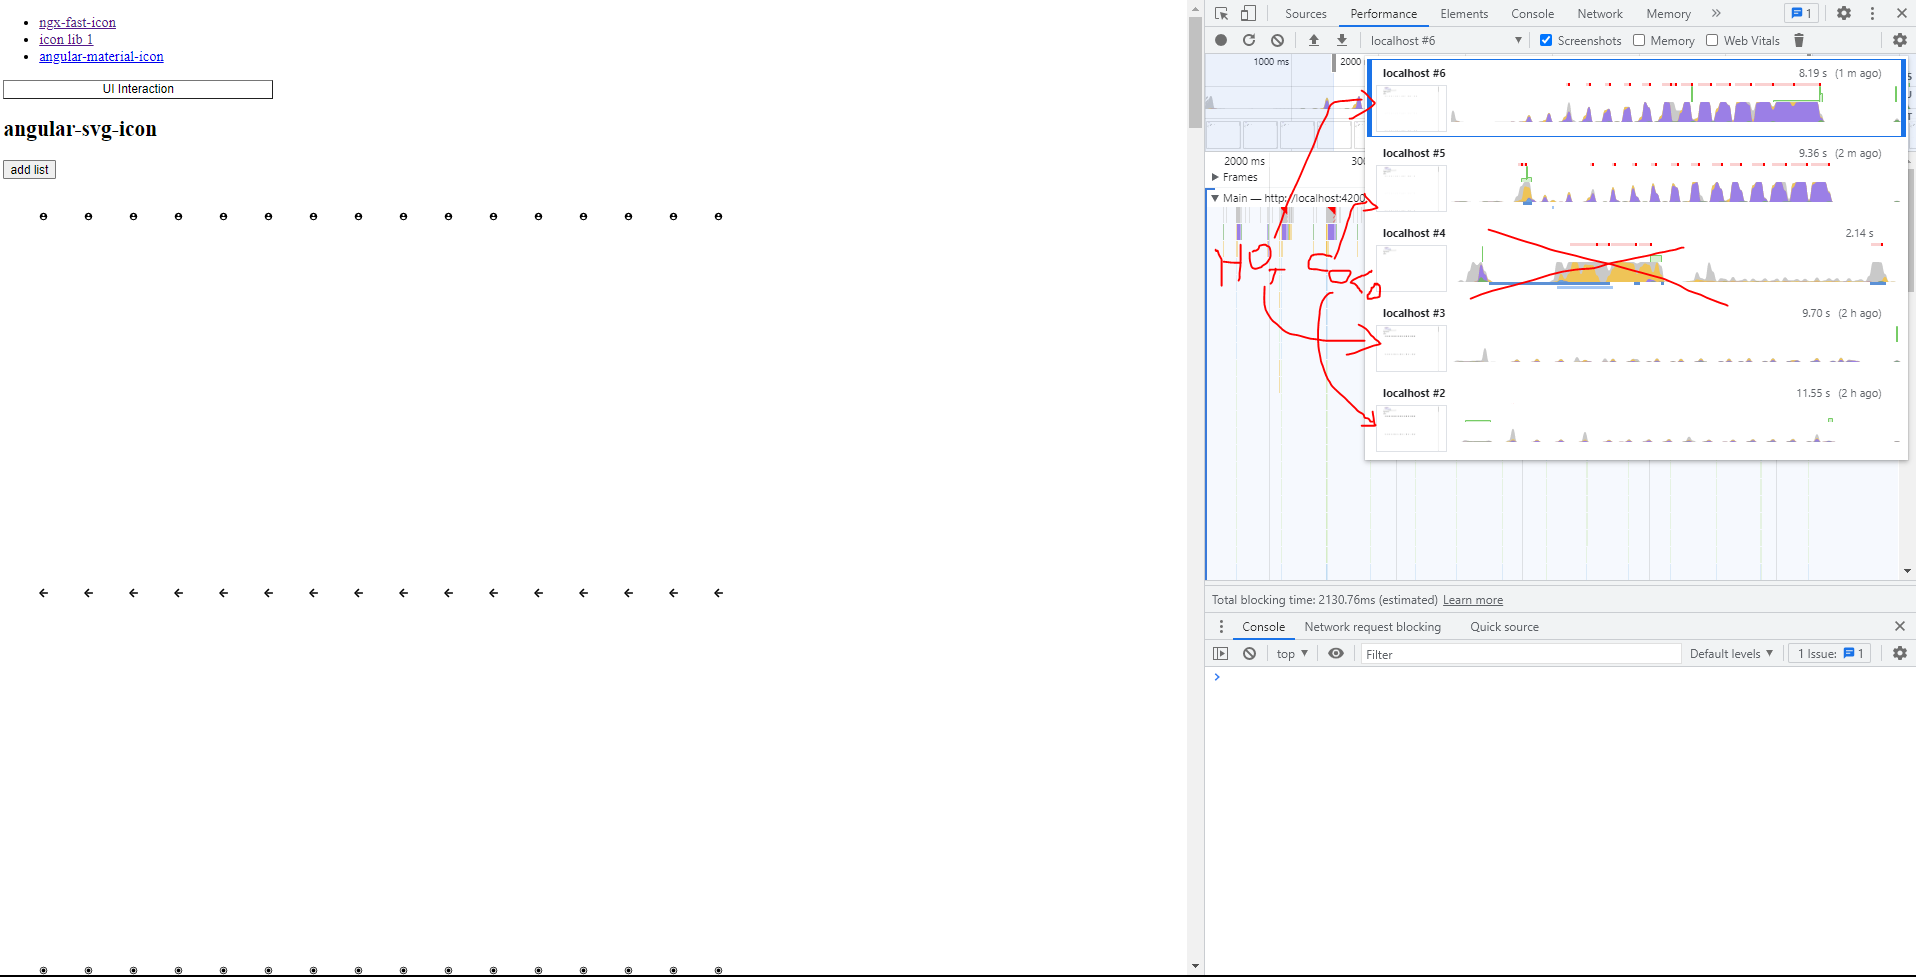 ngx-fast-icon
icon lib 1
angular-material-icon
UI Interaction
angular-svg-icon
add list
Sources Performance Elements Console Network Memory 1
localhost #6 Screenshots Memory Web Vitals
1000 ms 2000
localhost #6 8.19 s (1 m ago)
localhost #5 9.36 s (2 m ago)
2000 ms 300
Frames
Main — http://localhost:4200
localhost #4 2.14 s
HOT COLD
localhost #3 9.70 s (2 h ago)
localhost #2 11.55 s (2 h ago)
Total blocking time: 2130.76ms (estimated) Learn more
Console Network request blocking Quick source
top Filter Default levels 1 Issue: 1